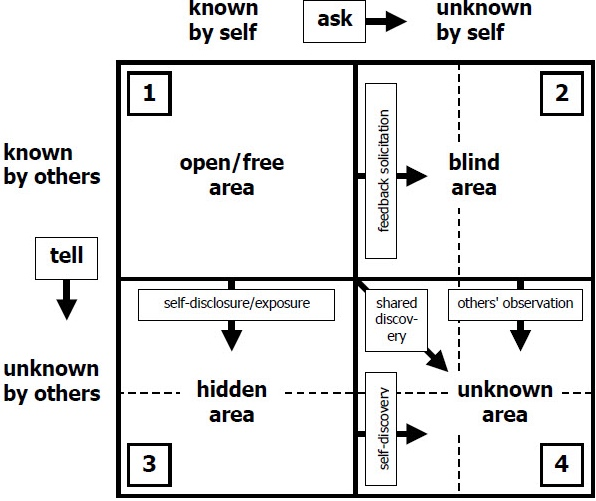 known
by self
ask
unknown
by self
1
2
known
by others
open/free
area
feedback solicitation
blind
area
tell
self-disclosure/exposure
shared
discov-
ery
others' observation
unknown
by others
hidden
area
self-discovery
unknown
area
3
4